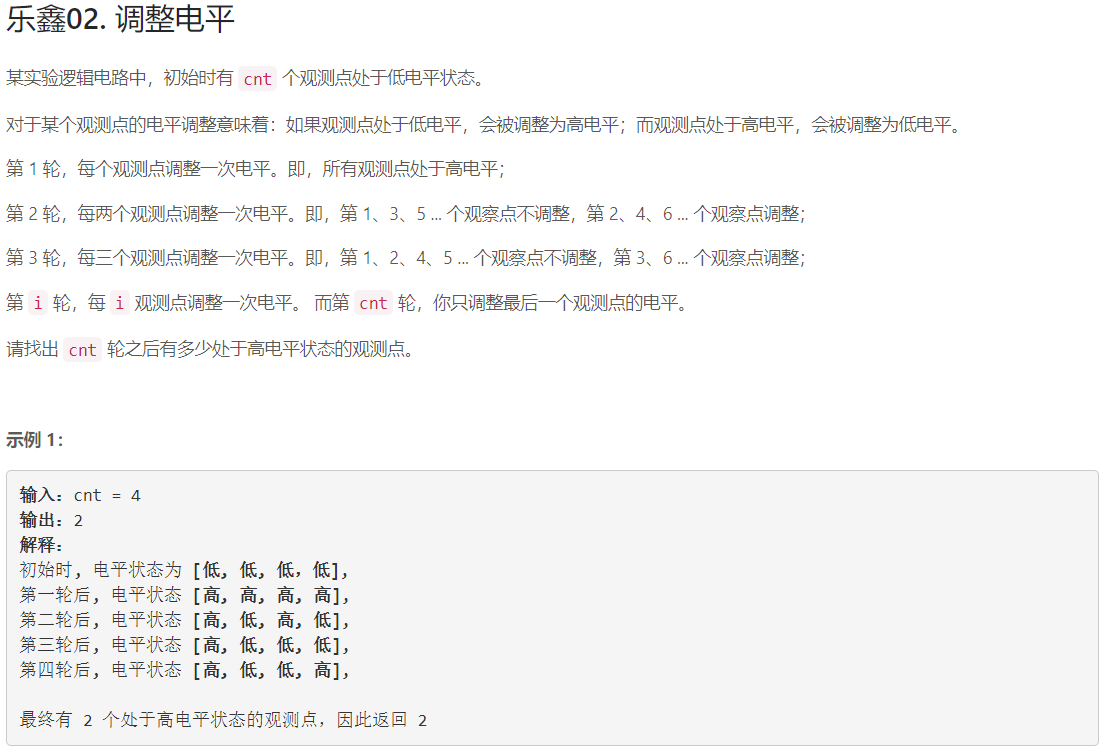 乐鑫02. 调整电平
某实验逻辑电路中，初始时有 cnt 个观测点处于低电平状态。
对于某个观测点的电平调整意味着：如果观测点处于低电平，会被调整为高电平；而观测点处于高电平，会被调整为低电平。
第 1 轮，每个观测点调整一次电平。即，所有观测点处于高电平；
第 2 轮，每两个观测点调整一次电平。即，第 1、3、5 ... 个观察点不调整，第 2、4、6 ... 个观察点调整；
第 3 轮，每三个观测点调整一次电平。即，第 1、2、4、5 ... 个观察点不调整，第 3、6 ... 个观察点调整；
第 i 轮，每 i 观测点调整一次电平。 而第 cnt 轮，你只调整最后一个观测点的电平。
请找出 cnt 轮之后有多少处于高电平状态的观测点。
示例 1：
输入：cnt = 4
输出：2
解释：
初始时, 电平状态为 [低, 低, 低，低],
第一轮后, 电平状态 [高, 高, 高, 高],
第二轮后, 电平状态 [高, 低, 高, 低],
第三轮后, 电平状态 [高, 低, 低, 低],
第四轮后, 电平状态 [高, 低, 低, 高],
最终有 2 个处于高电平状态的观测点，因此返回 2